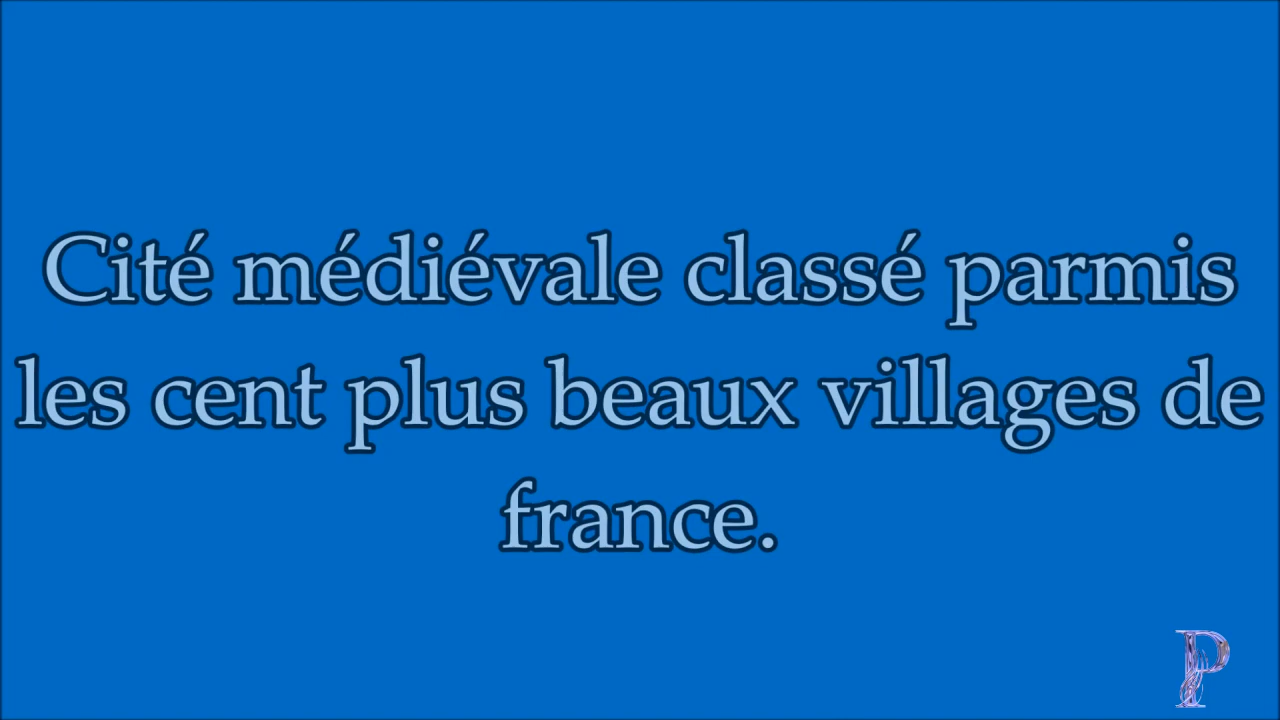 Cité médiévale classé parmis
les cent plus beaux villages de
france.
P